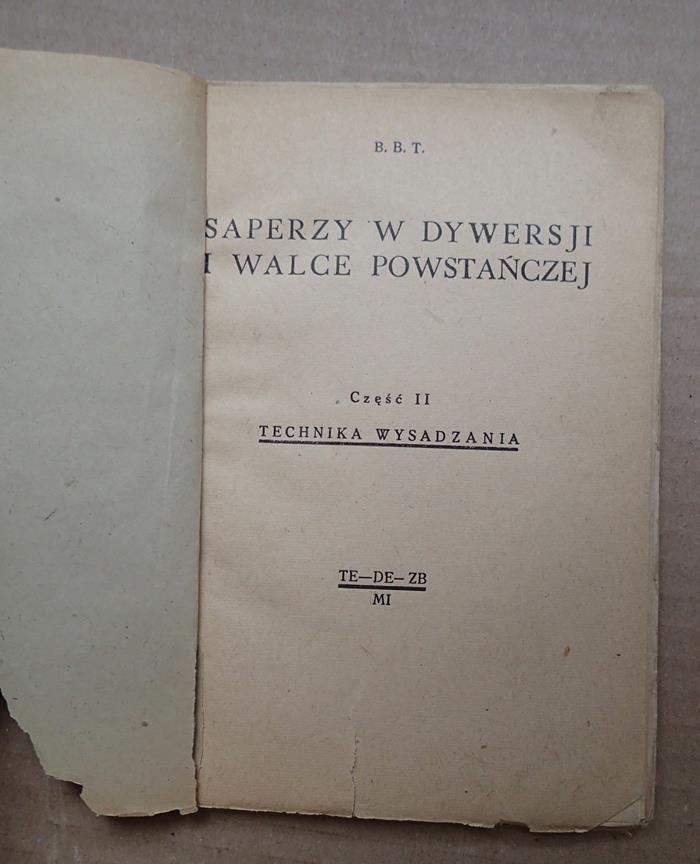 B. B. T.
SAPERZY W DYWERSJI
I WALCE POWSTAŃCZEJ
Część II
TECHNIKA WYSADZANIA
TE—DE—ZB
MI